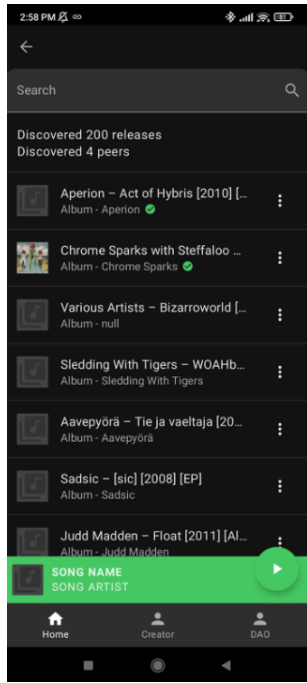 2:58 PM
51
Search
Discovered 200 releases
Discovered 4 peers
Aperion – Act of Hybris [2010] [...
Album - Aperion
Chrome Sparks with Steffaloo ...
Album - Chrome Sparks
Various Artists – Bizarroworld [...
Album - null
Sledding With Tigers – WOAHb...
Album - Sledding With Tigers
Aavepyörä – Tie ja vaeltaja [20...
Album - Aavepyörä
Sadsic – [sic] [2008] [EP]
Album - Sadsic
Judd Madden – Float [2011] [Al...
Album - Judd Madden
SONG NAME
SONG ARTIST
Home
Creator
DAO